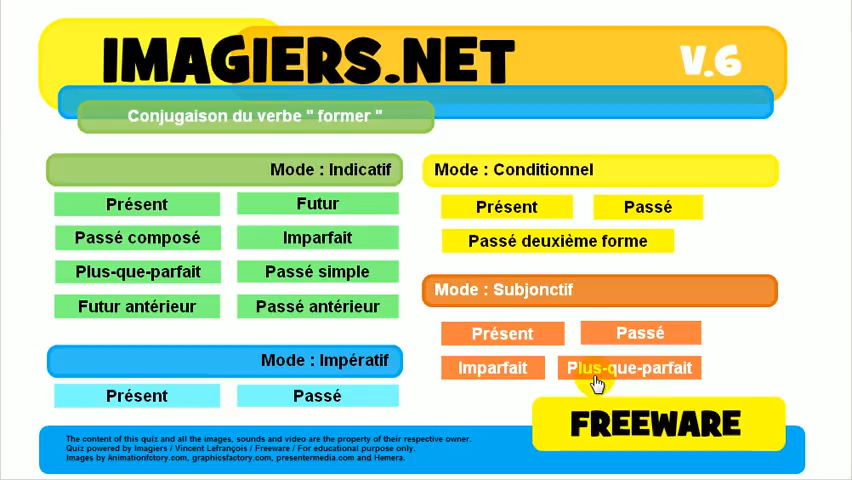 IMAGIERS.NET
V.6
Conjugaison du verbe " former "
Mode : Indicatif
Présent
Futur
Passé composé
Imparfait
Plus-que-parfait
Passé simple
Futur antérieur
Passé antérieur
Mode : Impératif
Présent
Passé
Mode : Conditionnel
Présent
Passé
Passé deuxième forme
Mode : Subjonctif
Présent
Passé
Imparfait
Plus-que-parfait
FREEWARE
The content of this quiz and all the images, sounds and video are the property of their respective owner.
Quiz powered by Imagiers / Vincent Lefrançois / Freeware / For educational purpose only.
Images by Animationfctory.com, graphicsfactory.com, presentermedia.com and Hemera.